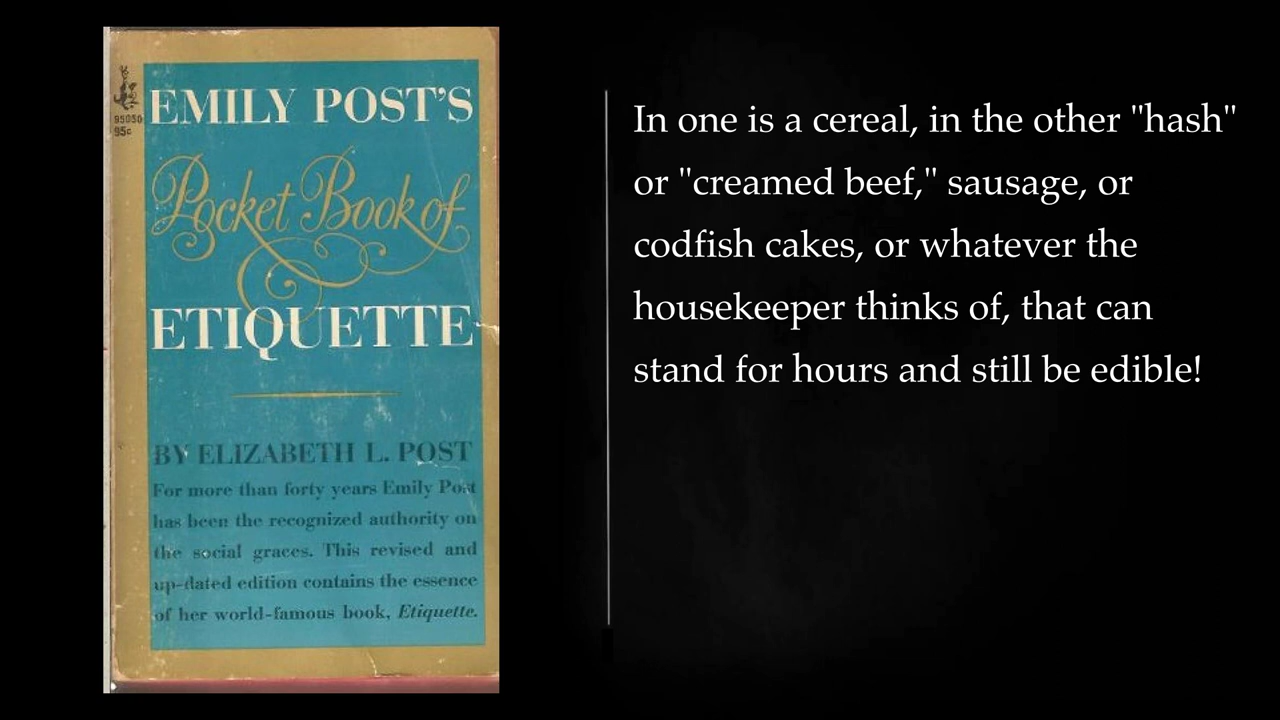 EMILY POST'S
95050
95c
Pocket Book of
ETIQUETTE
BY ELIZABETH L. POST
For more than forty years Emily Post
has been the recognized authority on
the social graces. This revised and
up-dated edition contains the essence
of her world-famous book, Etiquette.
In one is a cereal, in the other "hash"
or "creamed beef," sausage, or
codfish cakes, or whatever the
housekeeper thinks of, that can
stand for hours and still be edible!